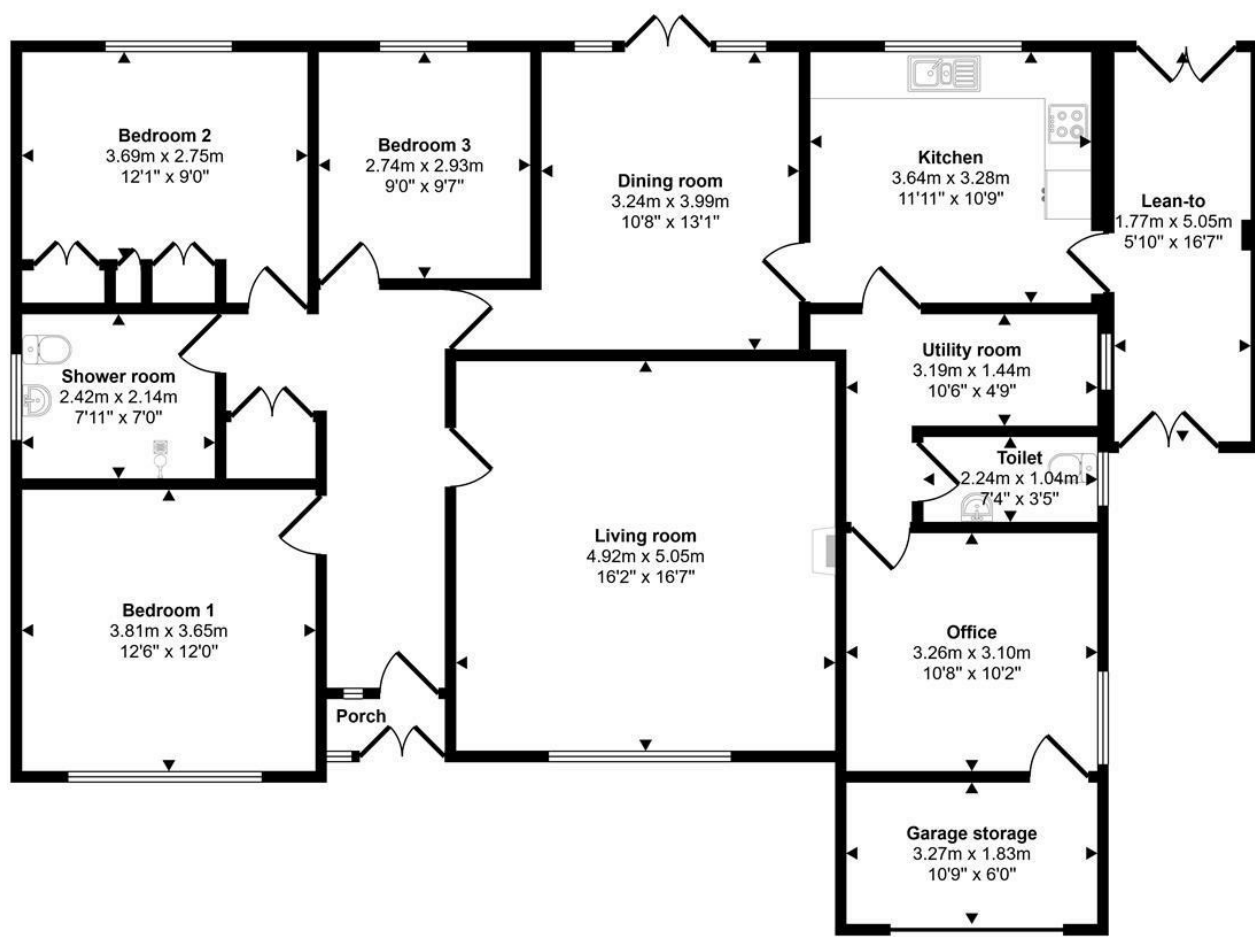 Bedroom 2
3.69m x 2.75m
12'1" x 9'0"
Bedroom 3
2.74m x 2.93m
9'0" x 9'7"
Dining room
3.24m x 3.99m
10'8" x 13'1"
Kitchen
3.64m x 3.28m
11'11" x 10'9"
Lean-to
1.77m x 5.05m
5'10" x 16'7"
Shower room
2.42m x 2.14m
7'11" x 7'0"
Utility room
3.19m x 1.44m
10'6" x 4'9"
Toilet
2.24m x 1.04m
7'4" x 3'5"
Living room
4.92m x 5.05m
16'2" x 16'7"
Bedroom 1
3.81m x 3.65m
12'6" x 12'0"
Office
3.26m x 3.10m
10'8" x 10'2"
Porch
Garage storage
3.27m x 1.83m
10'9" x 6'0"